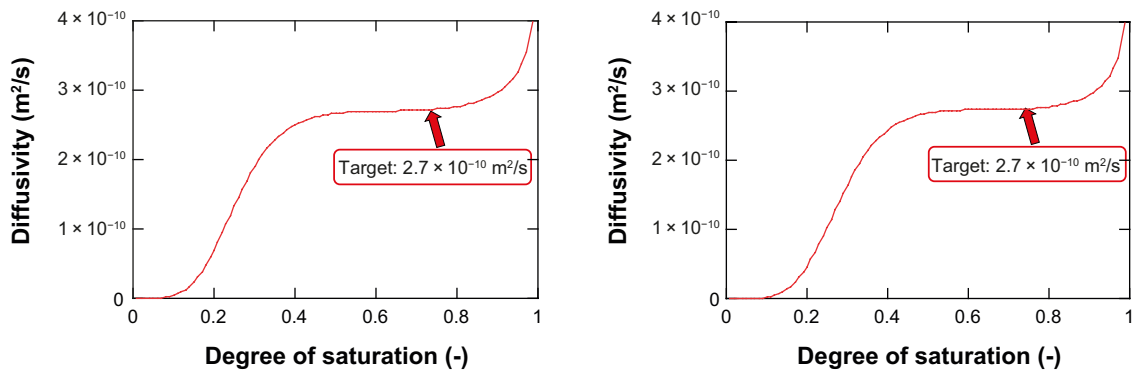 4 × 10⁻¹⁰
3 × 10⁻¹⁰
2 × 10⁻¹⁰
1 × 10⁻¹⁰
0
Diffusivity (m²/s)
Target: 2.7 × 10⁻¹⁰ m²/s
0 0.2 0.4 0.6 0.8 1
Degree of saturation (-)
4 × 10⁻¹⁰
3 × 10⁻¹⁰
2 × 10⁻¹⁰
1 × 10⁻¹⁰
0
Diffusivity (m²/s)
Target: 2.7 × 10⁻¹⁰ m²/s
0 0.2 0.4 0.6 0.8 1
Degree of saturation (-)